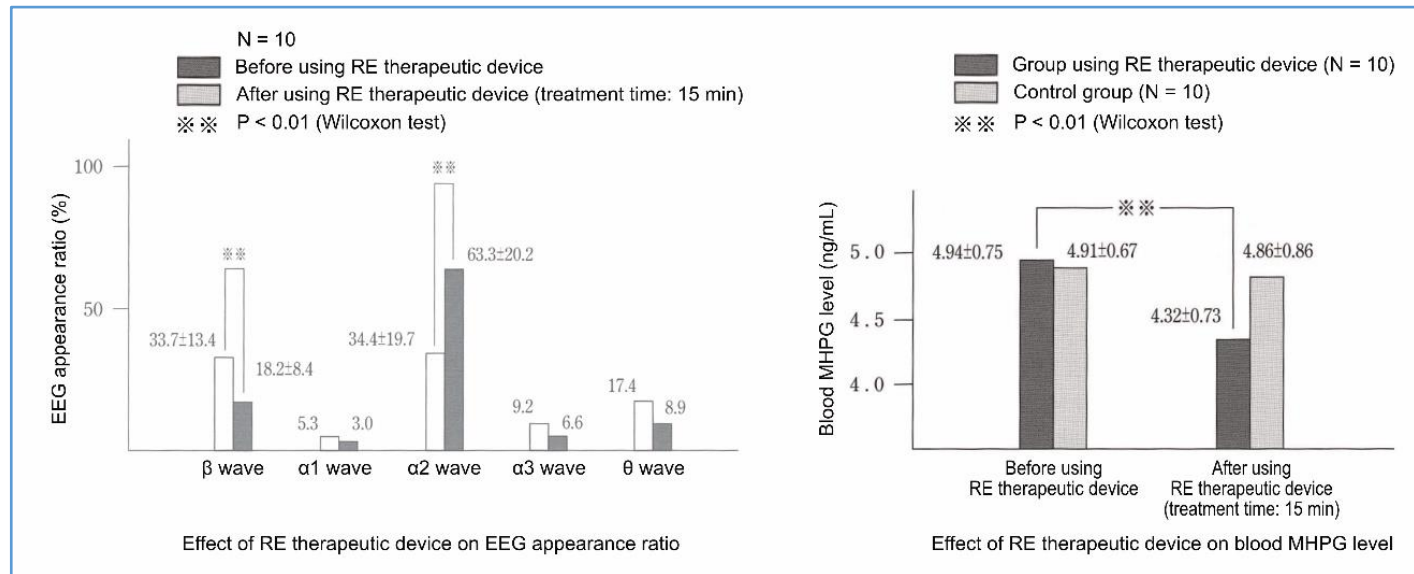 N = 10
Before using RE therapeutic device
After using RE therapeutic device (treatment time: 15 min)
※※ P < 0.01 (Wilcoxon test)
EEG appearance ratio (%)
100
50
※※
33.7±13.4
18.2±8.4
5.3
3.0
※※
34.4±19.7
63.3±20.2
9.2
6.6
17.4
8.9
β wave
α1 wave
α2 wave
α3 wave
θ wave
Effect of RE therapeutic device on EEG appearance ratio
Group using RE therapeutic device (N = 10)
Control group (N = 10)
※※ P < 0.01 (Wilcoxon test)
Blood MHPG level (ng/mL)
5.0
4.5
4.0
※※
4.94±0.75
4.91±0.67
4.32±0.73
4.86±0.86
Before using
RE therapeutic device
After using
RE therapeutic device
(treatment time: 15 min)
Effect of RE therapeutic device on blood MHPG level